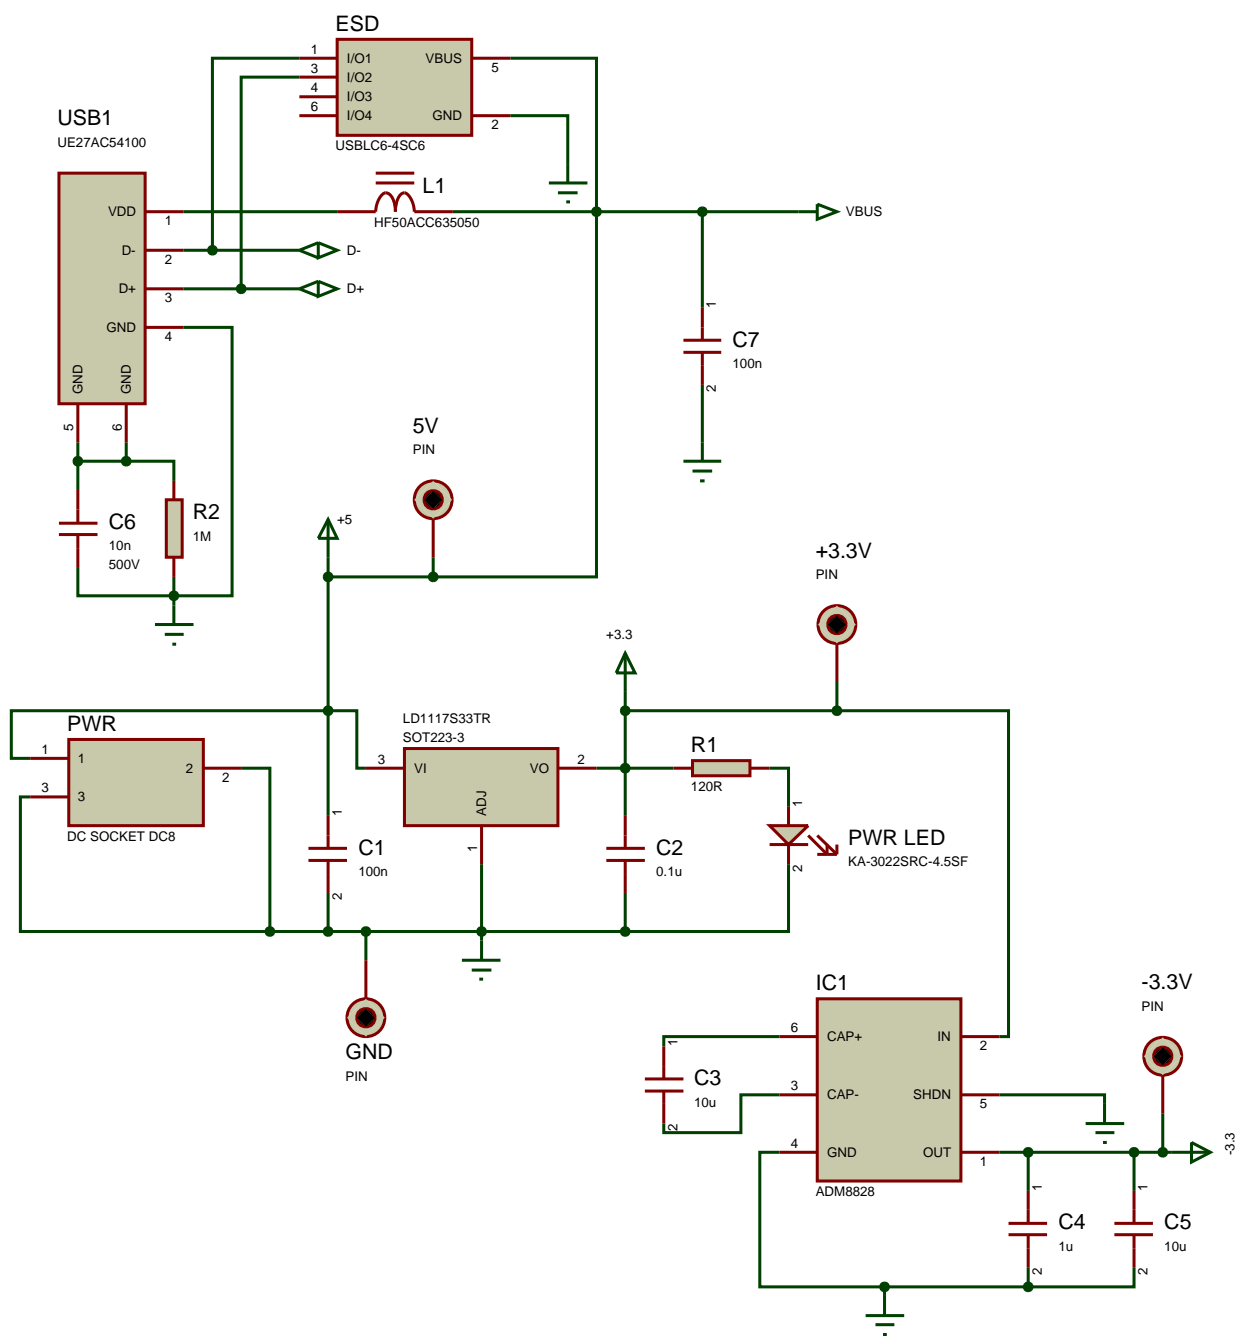 ESD
1
I/O1
VBUS
5
3
I/O2
4
I/O3
6
I/O4
GND
2
USBLC6-4SC6
USB1
UE27AC54100
VDD
1
L1
HF50ACC635050
VBUS
D-
2
D-
D+
3
D+
GND
4
GND
GND
5
6
1
C7
100n
2
5V
PIN
C6
10n
500V
R2
1M
+5
+3.3V
PIN
+3.3
PWR
1
1
2
2
3
3
DC SOCKET DC8
LD1117S33TR
SOT223-3
3
VI
VO
2
ADJ
1
R1
120R
1
C1
100n
2
C2
0.1u
1
PWR LED
KA-3022SRC-4.5SF
2
GND
PIN
IC1
6
CAP+
IN
2
3
CAP-
SHDN
5
4
GND
OUT
1
ADM8828
1
C3
10u
2
-3.3V
PIN
-3.3
1
C4
1u
2
1
C5
10u
2